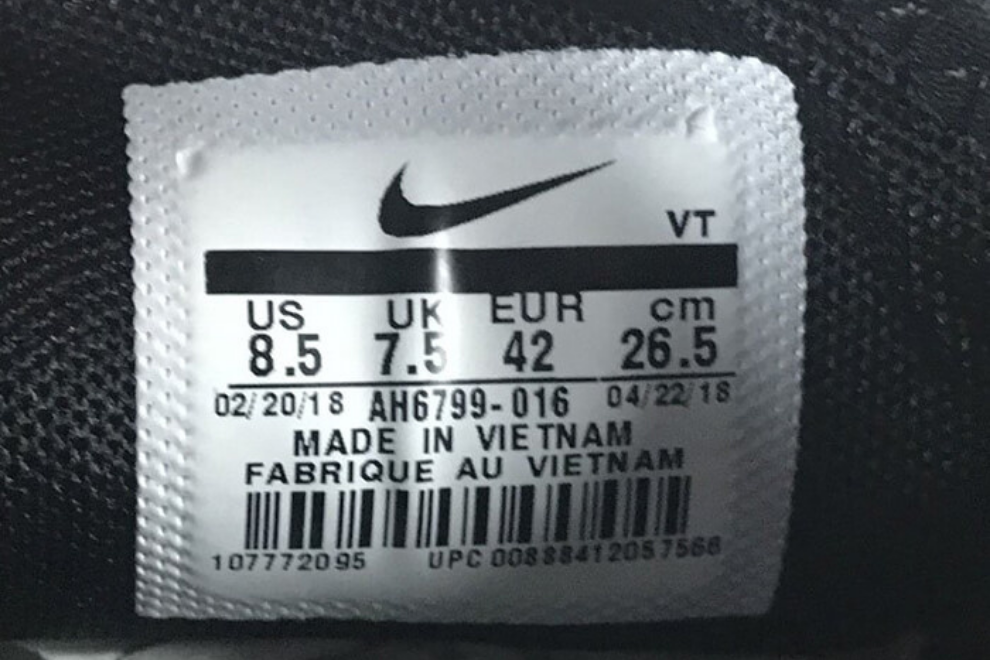 VT
US UK EUR cm
8.5 7.5 42 26.5
02/20/18 AH6799-016 04/22/18
MADE IN VIETNAM
FABRIQUE AU VIETNAM
107772095 UPC 00888412057566